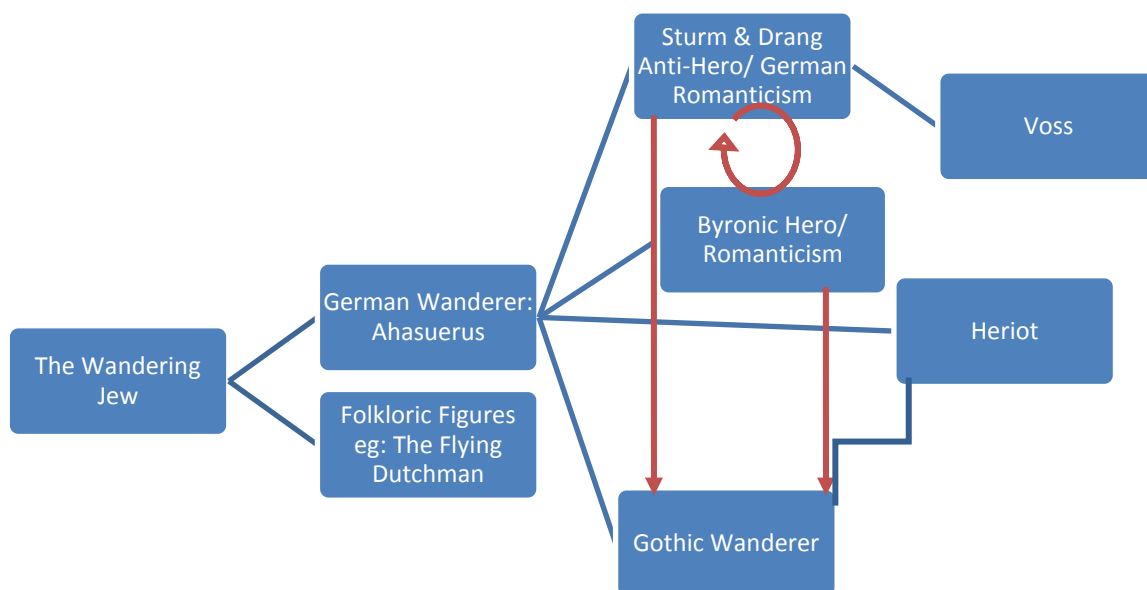 Sturm & Drang
Anti-Hero/ German
Romanticism
Voss
Byronic Hero/
Romanticism
German Wanderer:
Ahasuerus
Heriot
The Wandering
Jew
Folkloric Figures
eg: The Flying
Dutchman
Gothic Wanderer